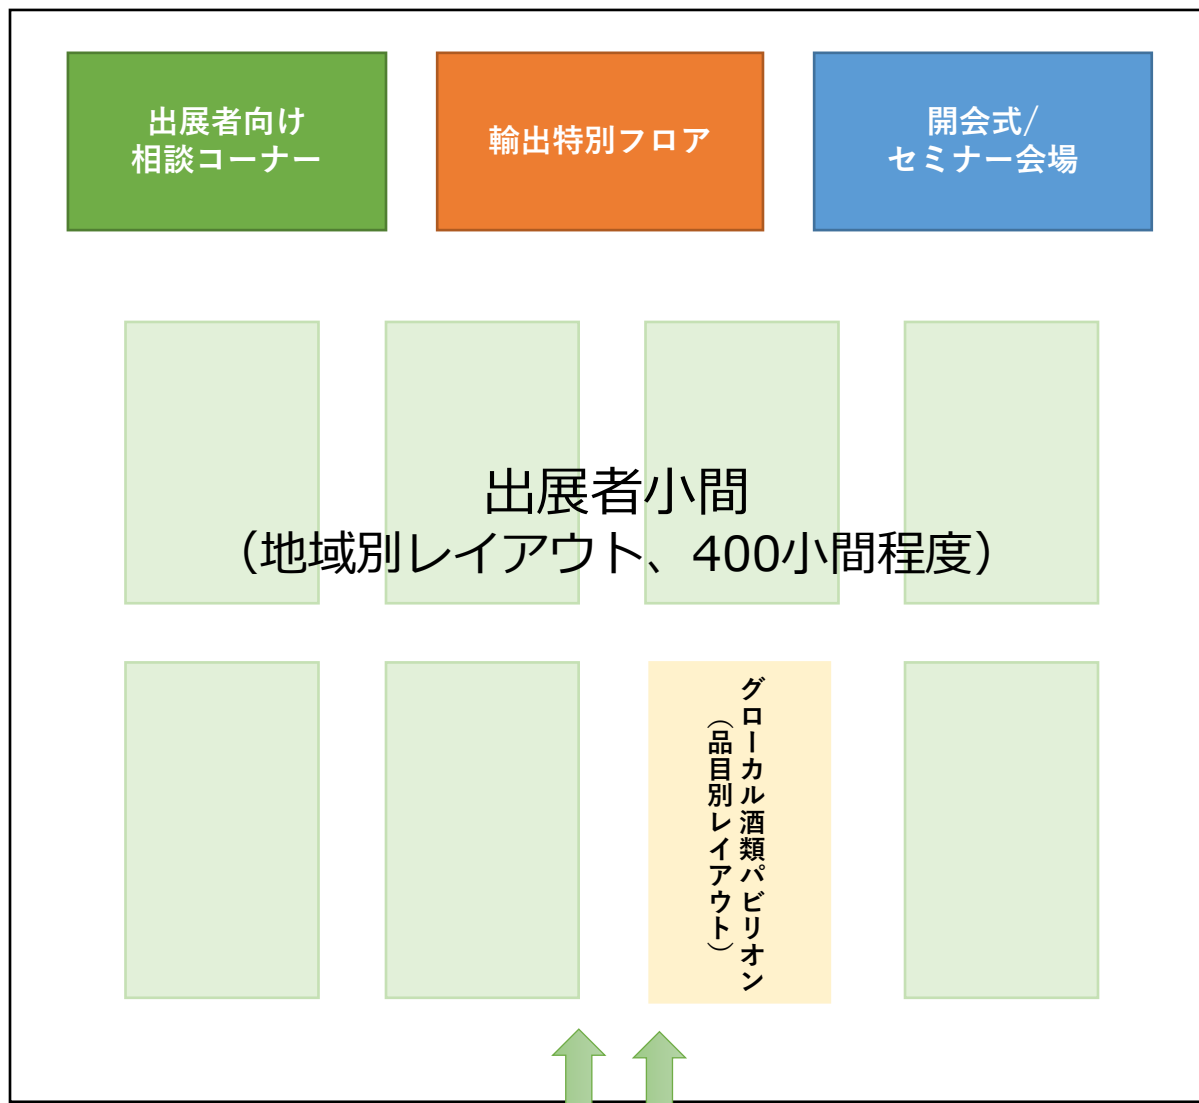 出展者向け
相談コーナー
輸出特別フロア
開会式/
セミナー会場
出展者小間
（地域別レイアウト、400小間程度）
グローカル酒類パビリオン
（品目別レイアウト）